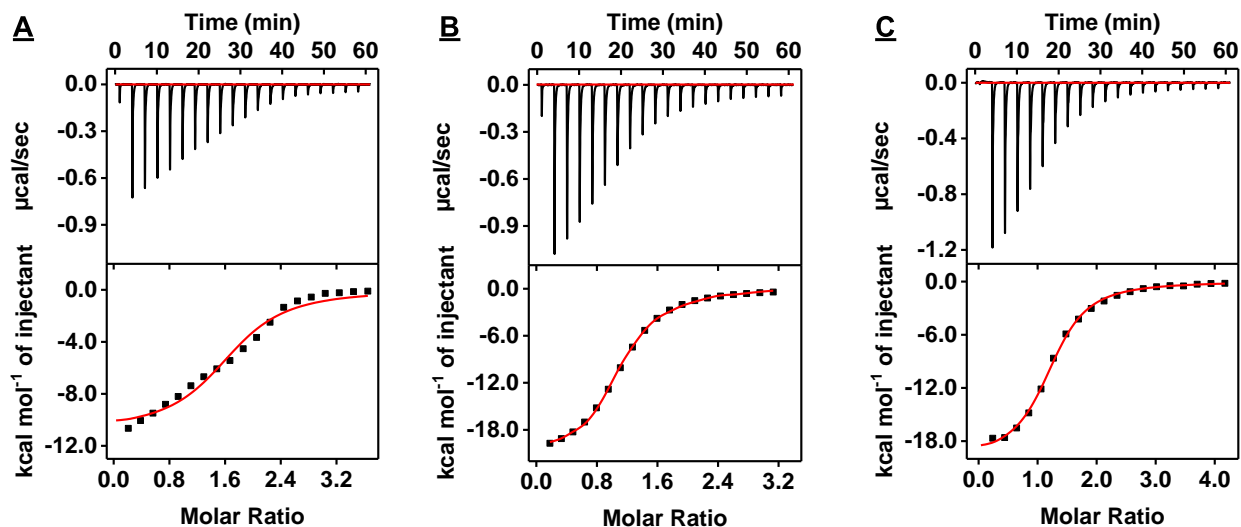 A
Time (min)
0 10 20 30 40 50 60
0.0
-0.3
-0.6
-0.9
µcal/sec
0.0
-4.0
-8.0
-12.0
kcal mol⁻¹ of injectant
0.0 0.8 1.6 2.4 3.2
Molar Ratio
B
Time (min)
0 10 20 30 40 50 60
0.0
-0.3
-0.6
-0.9
µcal/sec
0.0
-6.0
-12.0
-18.0
kcal mol⁻¹ of injectant
0.0 0.8 1.6 2.4 3.2
Molar Ratio
C
Time (min)
0 10 20 30 40 50 60
0.0
-0.4
-0.8
-1.2
µcal/sec
0.0
-6.0
-12.0
-18.0
kcal mol⁻¹ of injectant
0.0 1.0 2.0 3.0 4.0
Molar Ratio